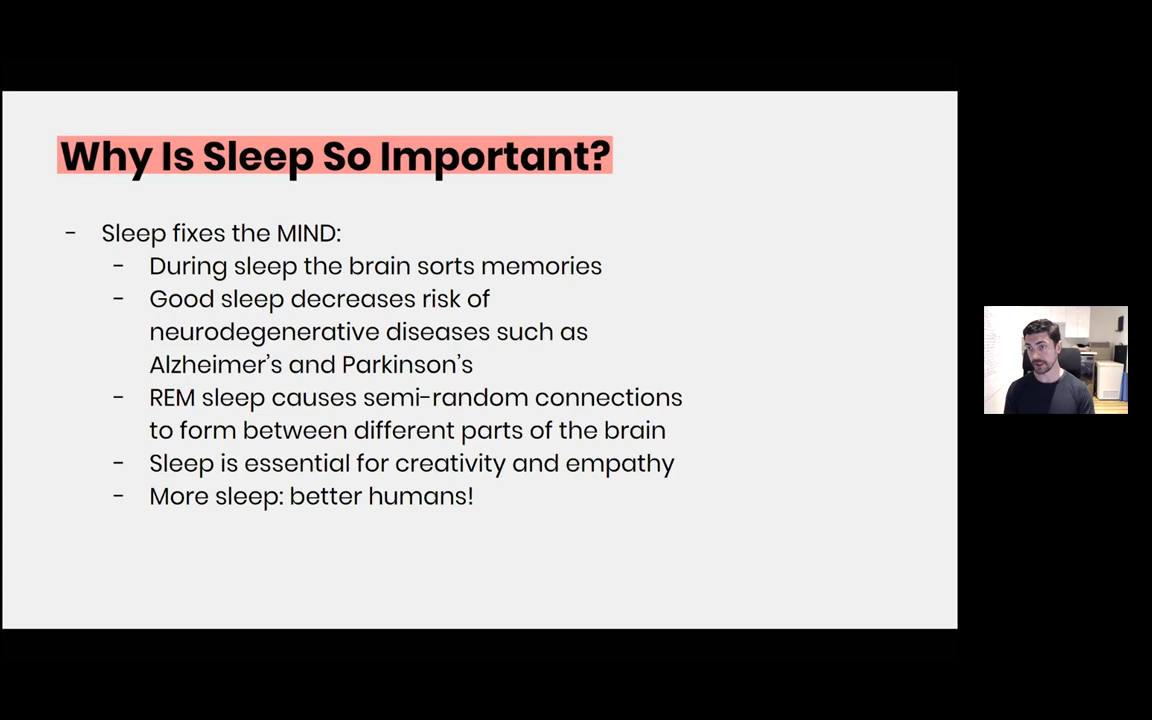 Why Is Sleep So Important?
- Sleep fixes the MIND:
- During sleep the brain sorts memories
- Good sleep decreases risk of
neurodegenerative diseases such as
Alzheimer's and Parkinson's
- REM sleep causes semi-random connections
to form between different parts of the brain
- Sleep is essential for creativity and empathy
- More sleep: better humans!